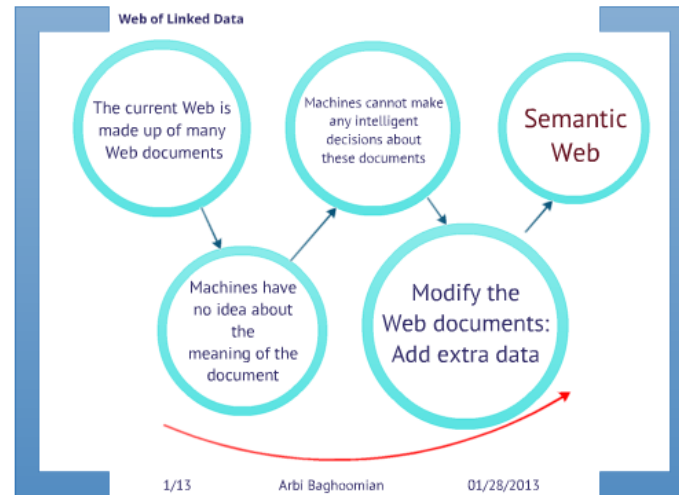 Web of Linked Data
The current Web is
made up of many
Web documents
Machines have
no idea about
the
meaning of the
document
Machines cannot make
any intelligent
decisions about
these documents
Modify the
Web documents:
Add extra data
Semantic
Web
1/13
Arbi Baghoomian
01/28/2013